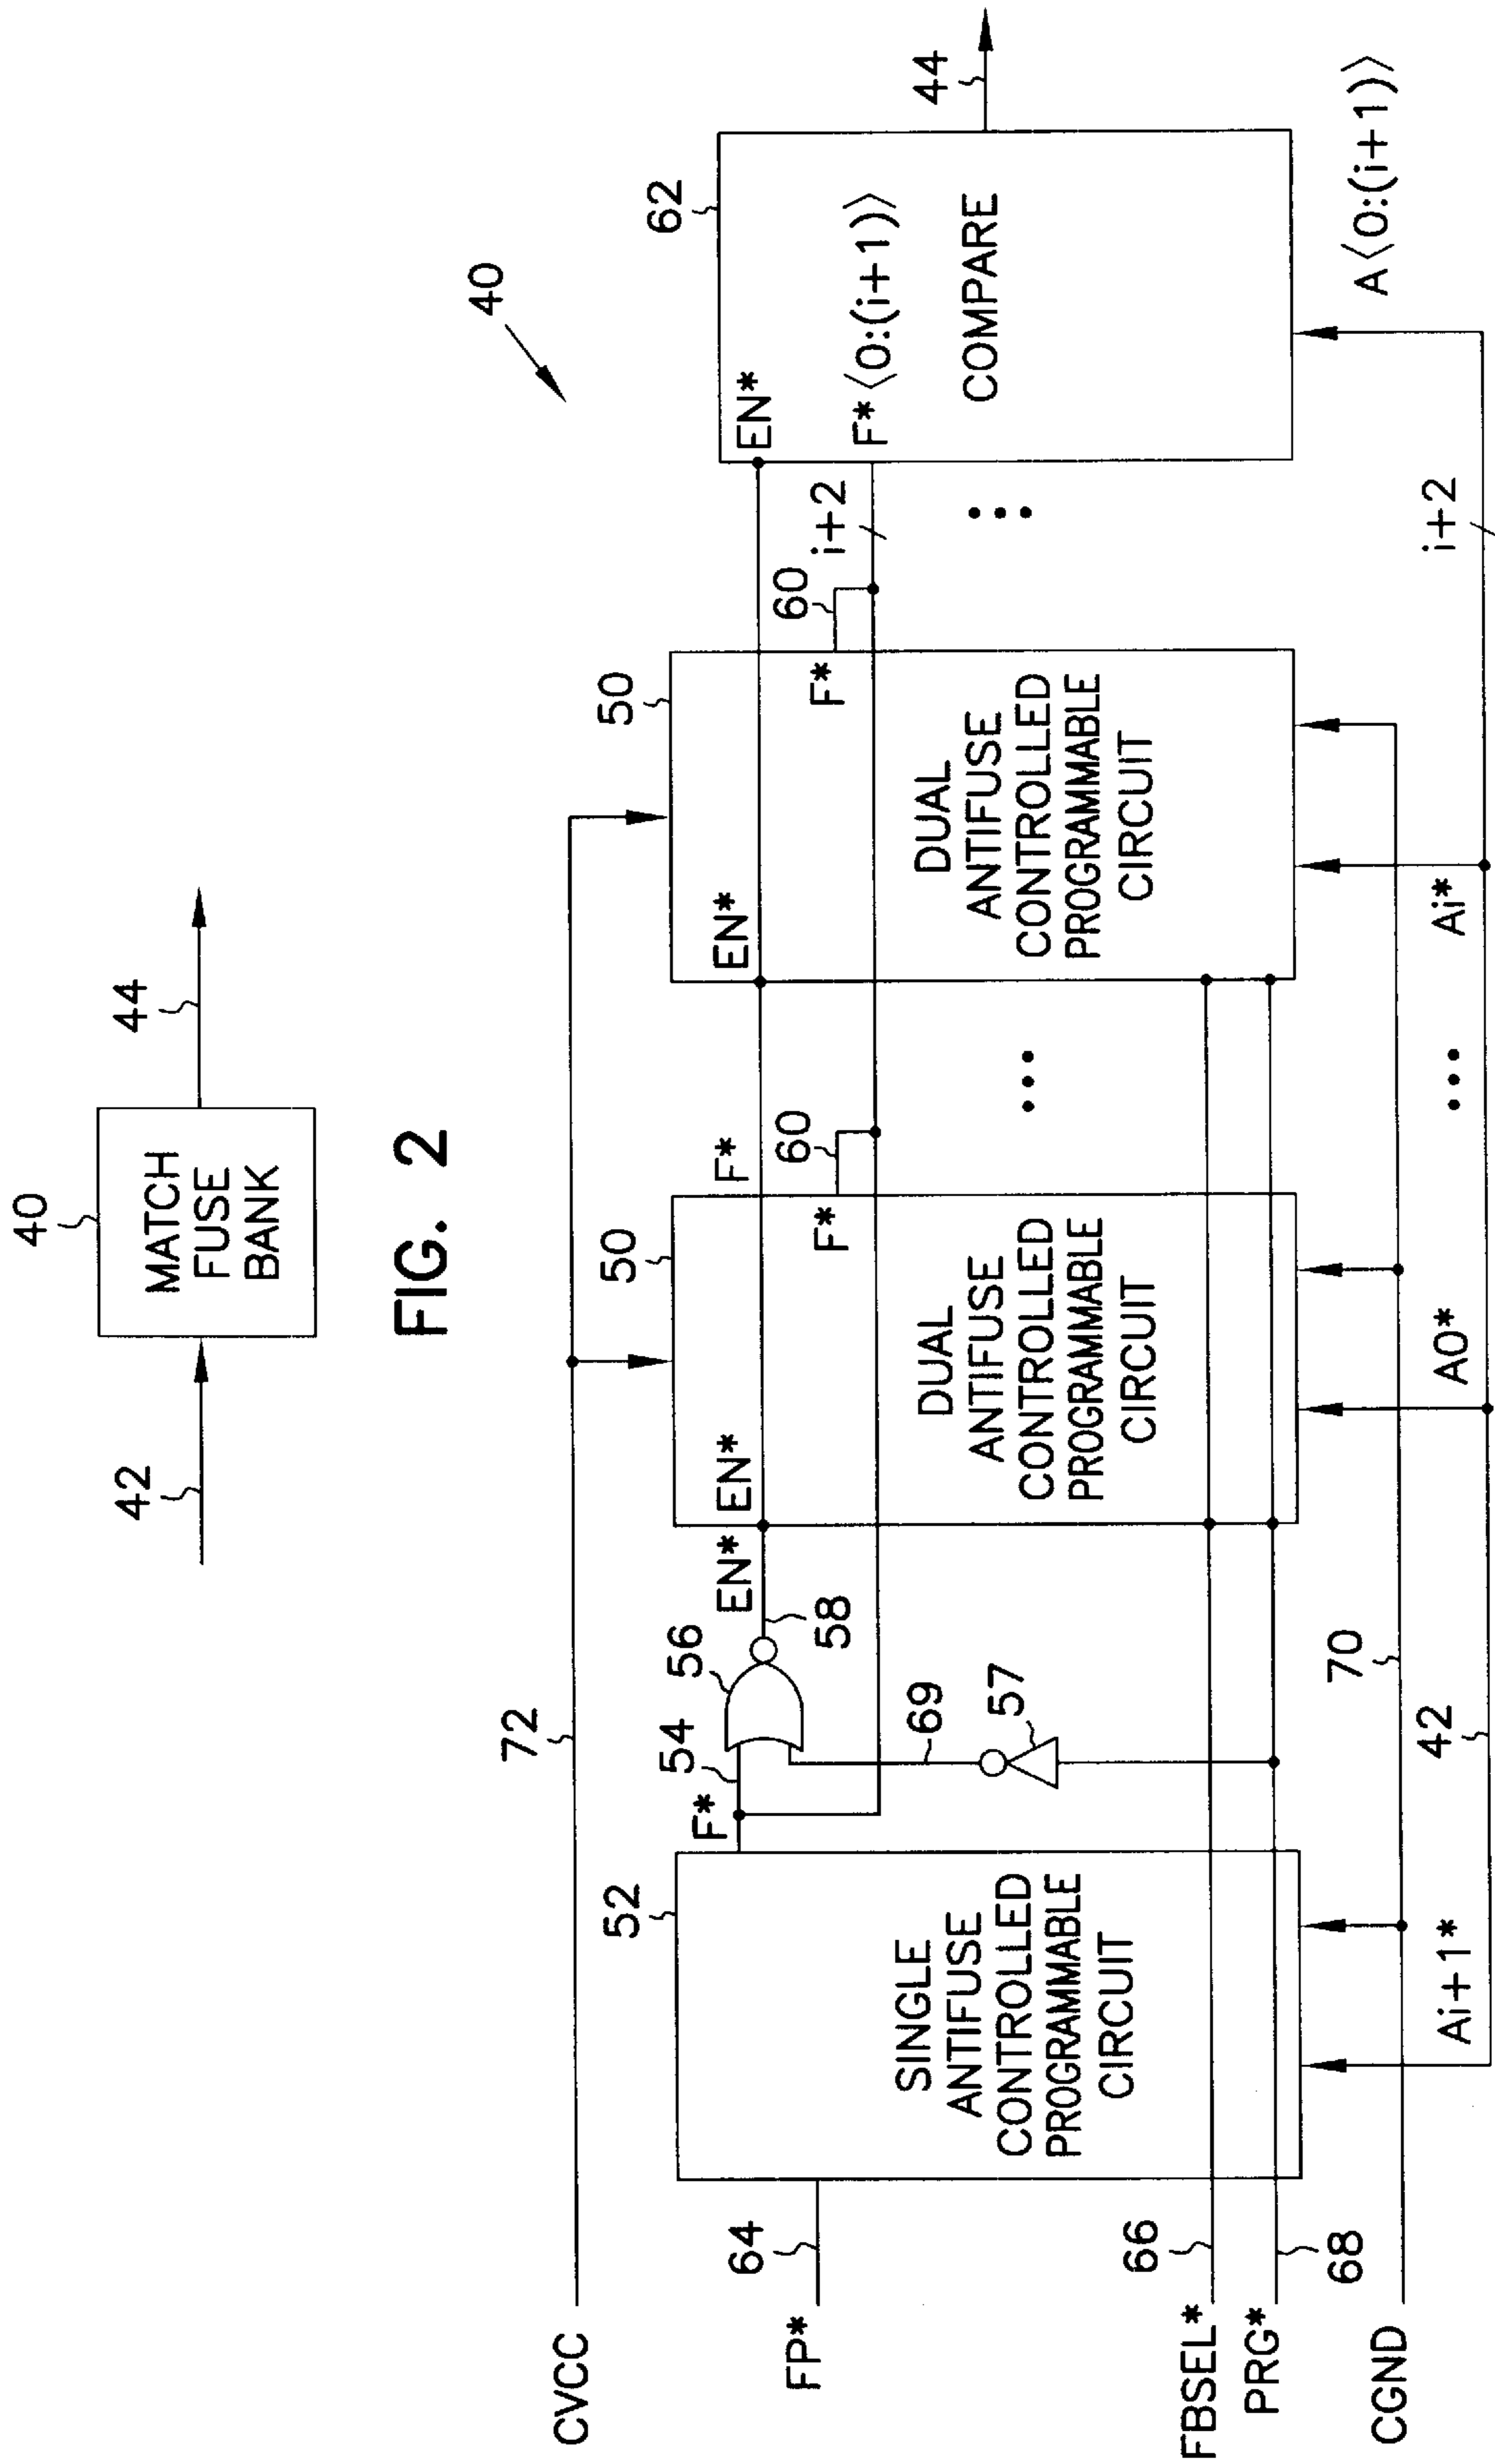 40
MATCH
FUSE
BANK
42
44
FIG. 2
40
CVCC
72
FP*
64
FBSEL*
66
PRG*
68
CGND
70
42
52
SINGLE
ANTIFUSE
CONTROLLED
PROGRAMMABLE
CIRCUIT
Ai+1*
F*
54
56
69
57
EN*
58
50
EN*
F*
F*
60
DUAL
ANTIFUSE
CONTROLLED
PROGRAMMABLE
CIRCUIT
A0*
50
EN*
F*
60
DUAL
ANTIFUSE
CONTROLLED
PROGRAMMABLE
CIRCUIT
Ai*
i+2
i+2
62
EN*
F*⟨0:(i+1)⟩
COMPARE
44
A⟨0:(i+1)⟩